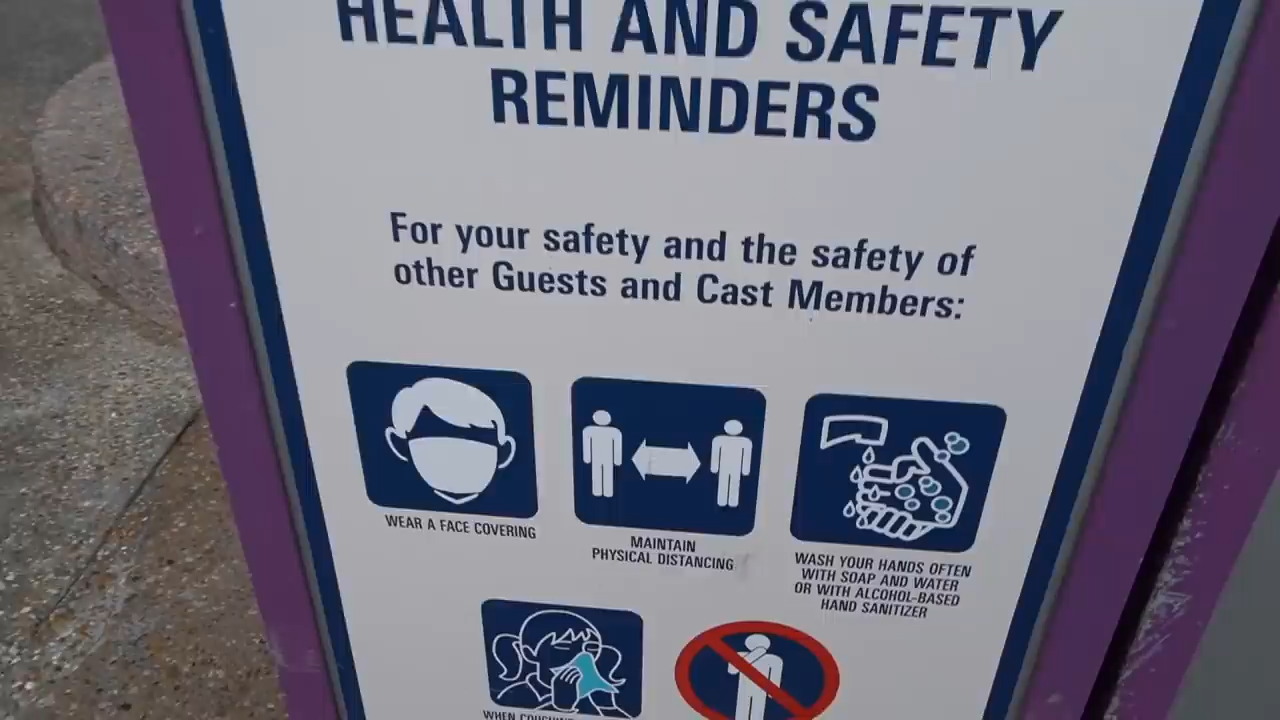 HEALTH AND SAFETY
REMINDERS
For your safety and the safety of
other Guests and Cast Members:
WEAR A FACE COVERING
MAINTAIN
PHYSICAL DISTANCING
WASH YOUR HANDS OFTEN
WITH SOAP AND WATER
OR WITH ALCOHOL-BASED
HAND SANITIZER
WHEN